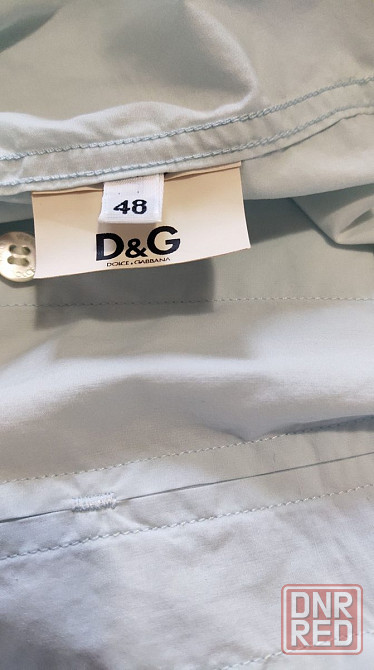 48
D&G
DOLCE & GABBANA
DNR
RED